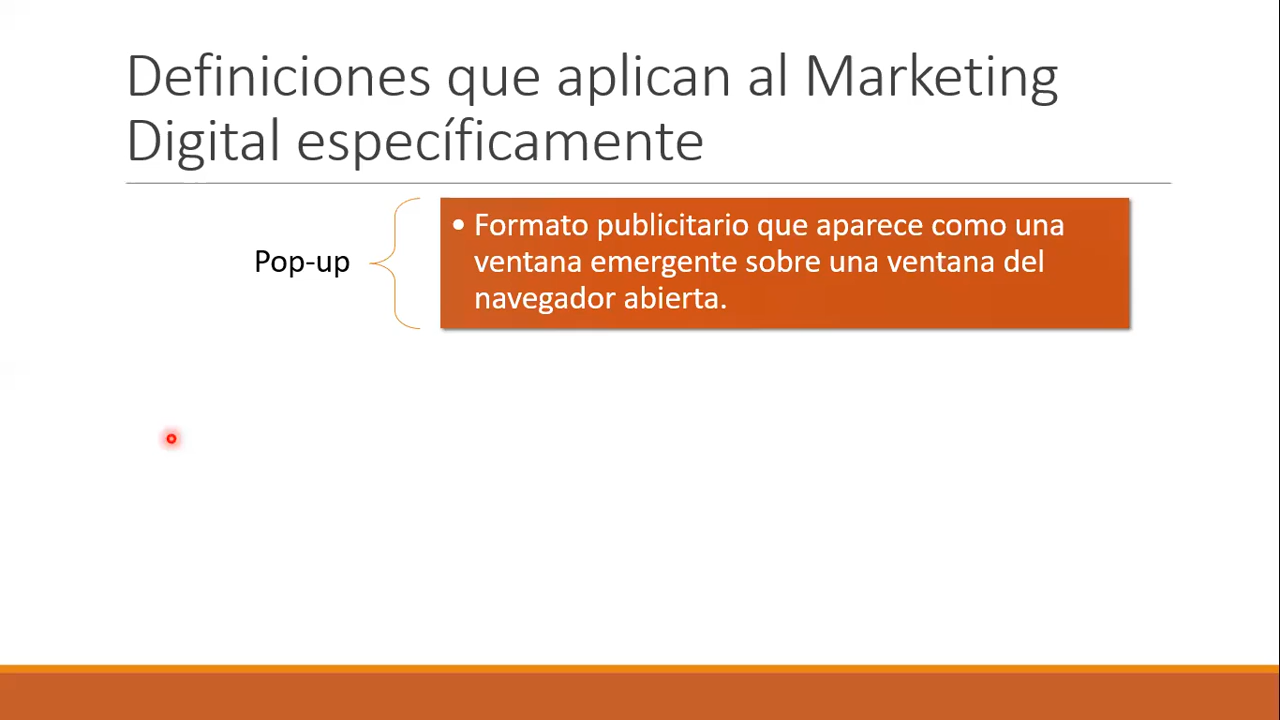 Definiciones que aplican al Marketing
Digital específicamente
Pop-up
• Formato publicitario que aparece como una
ventana emergente sobre una ventana del
navegador abierta.